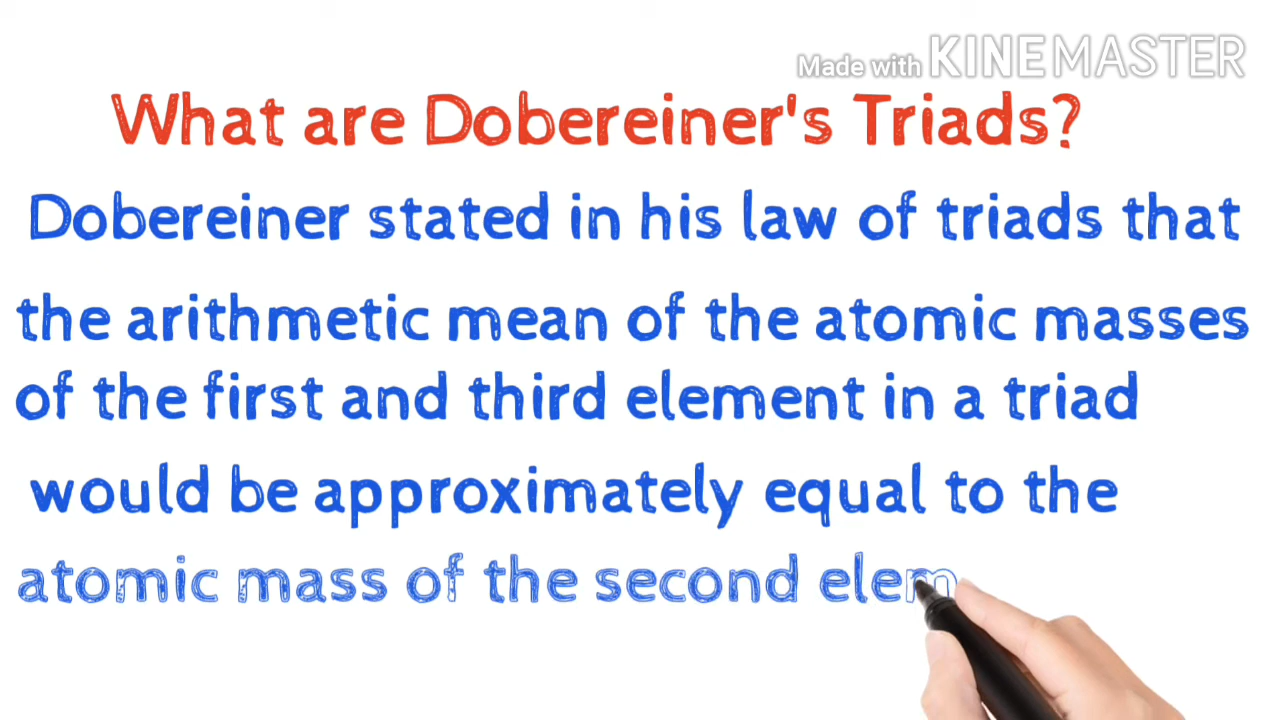 Made with KINEMASTER
What are Dobereiner's Triads?
Dobereiner stated in his law of triads that
the arithmetic mean of the atomic masses
of the first and third element in a triad
would be approximately equal to the
atomic mass of the second elem